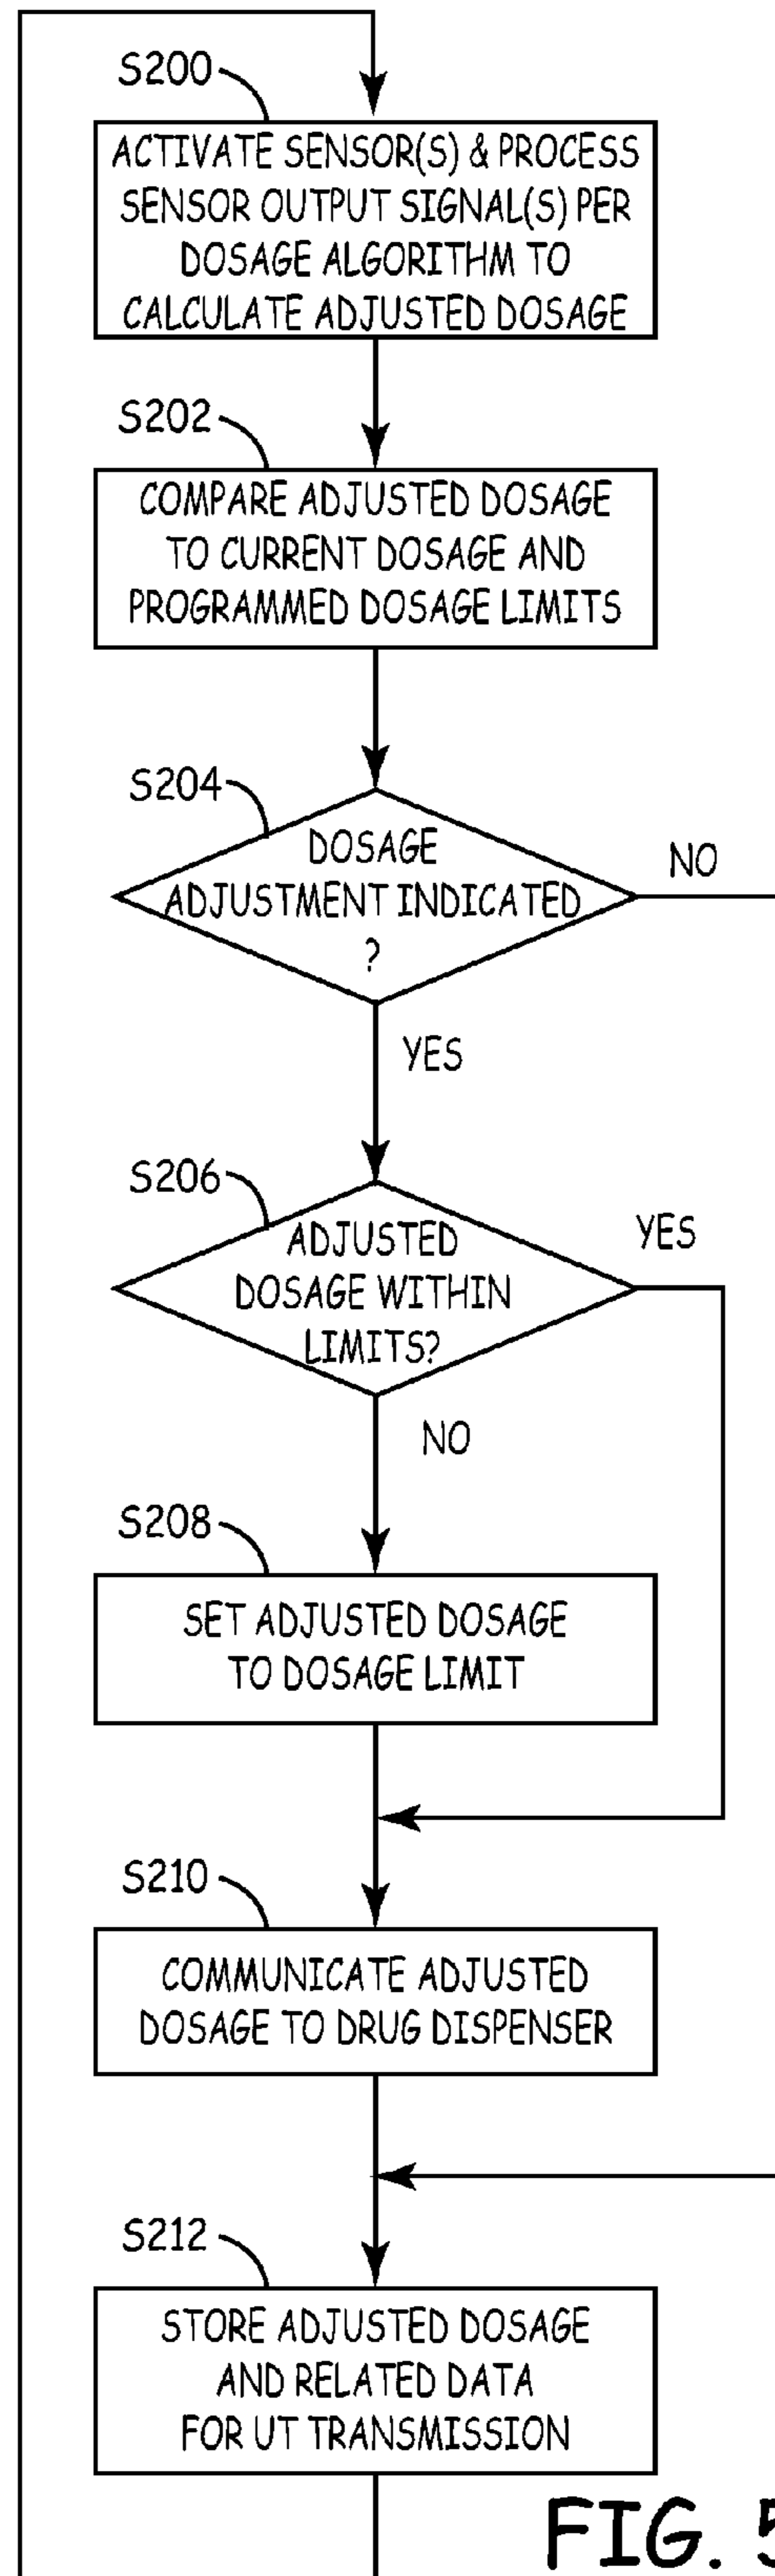 S200
ACTIVATE SENSOR(S) & PROCESS
SENSOR OUTPUT SIGNAL(S) PER
DOSAGE ALGORITHM TO
CALCULATE ADJUSTED DOSAGE
S202
COMPARE ADJUSTED DOSAGE
TO CURRENT DOSAGE AND
PROGRAMMED DOSAGE LIMITS
S204
DOSAGE
ADJUSTMENT INDICATED
?
NO
YES
S206
ADJUSTED
DOSAGE WITHIN
LIMITS?
YES
NO
S208
SET ADJUSTED DOSAGE
TO DOSAGE LIMIT
S210
COMMUNICATE ADJUSTED
DOSAGE TO DRUG DISPENSER
S212
STORE ADJUSTED DOSAGE
AND RELATED DATA
FOR UT TRANSMISSION
FIG. 5